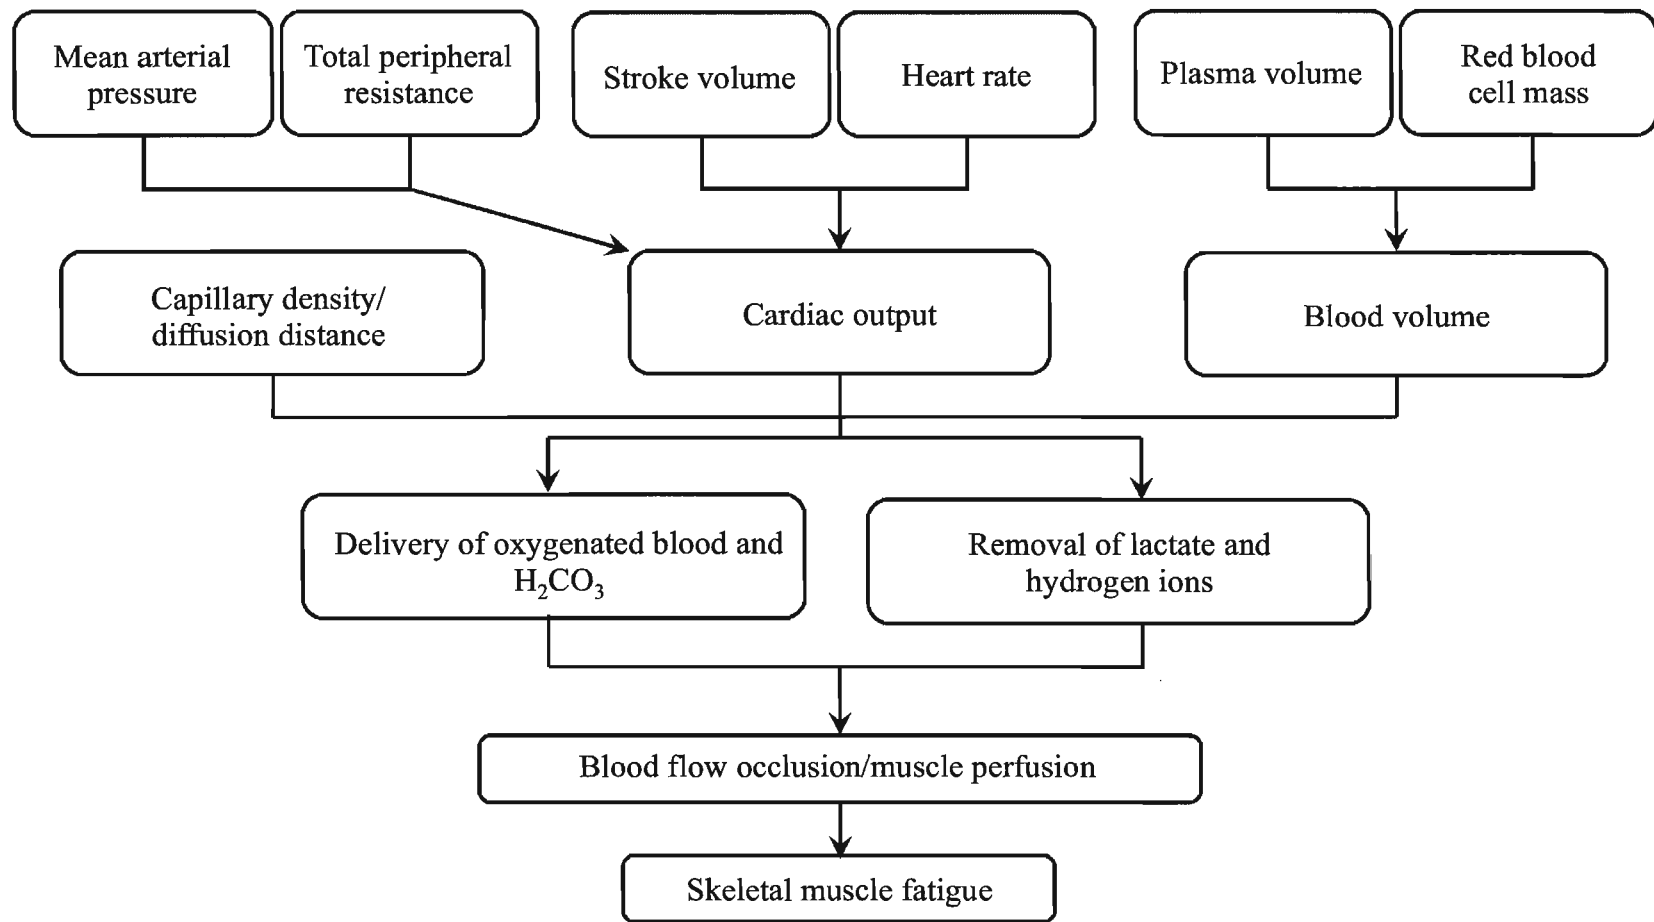 Mean arterial
pressure
Total peripheral
resistance
Stroke volume
Heart rate
Plasma volume
Red blood
cell mass
Capillary density/
diffusion distance
Cardiac output
Blood volume
Delivery of oxygenated blood and
H₂CO₃
Removal of lactate and
hydrogen ions
Blood flow occlusion/muscle perfusion
Skeletal muscle fatigue